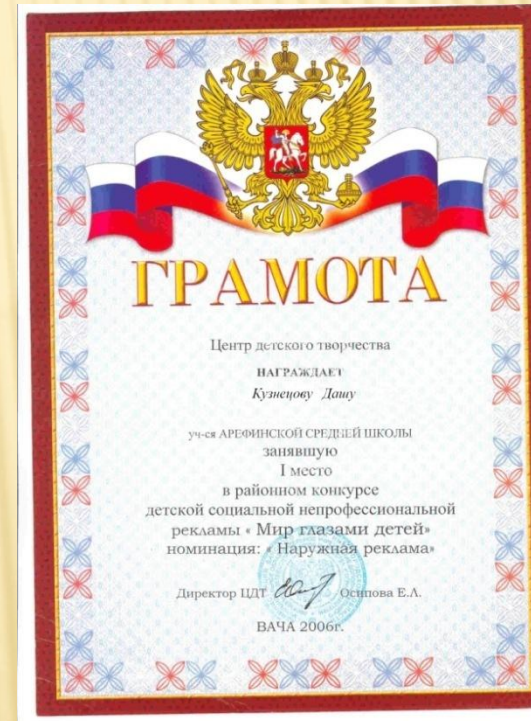 ГРАМОТА
Центр детского творчества
НАГРАЖДАЕТ
Кузнецову Дашу
уч-ся АРЕФИНСКОЙ СРЕДНЕЙ ШКОЛЫ
занявшую
I место
в районном конкурсе
детской социальной непрофессиональной
рекламы « Мир глазами детей»
номинация: « Наружная реклама»
Директор ЦДТ Осипова Е.А.
ВАЧА 2006г.